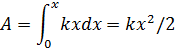 A = ∫₀ˣ kxdx = kx²/2